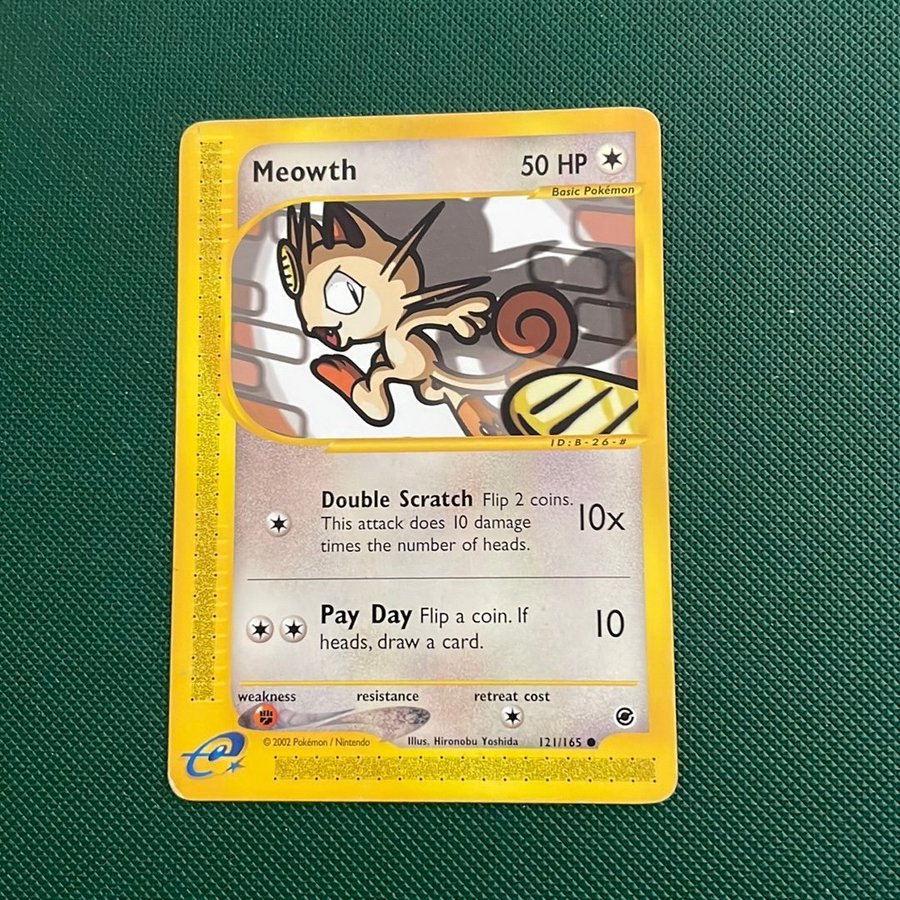 Meowth 50 HP
Basic Pokémon
ID:B-26-#
Double Scratch Flip 2 coins.
This attack does 10 damage
times the number of heads.
10x
Pay Day Flip a coin. If
heads, draw a card.
10
weakness resistance retreat cost
© 2002 Pokémon / Nintendo Illus. Hironobu Yoshida 121/165
e